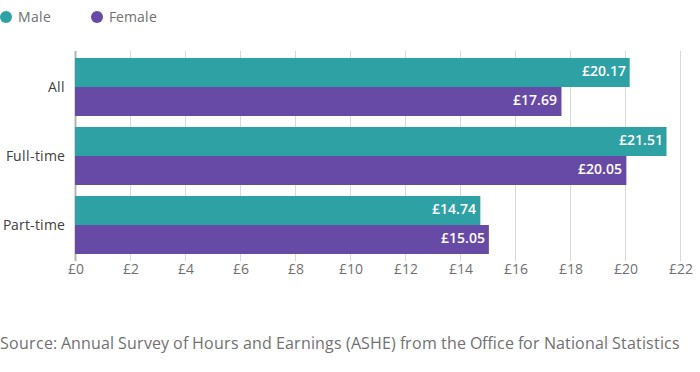 Male Female
All £20.17
£17.69
Full-time £21.51
£20.05
Part-time £14.74
£15.05
£0 £2 £4 £6 £8 £10 £12 £14 £16 £18 £20 £22
Source: Annual Survey of Hours and Earnings (ASHE) from the Office for National Statistics